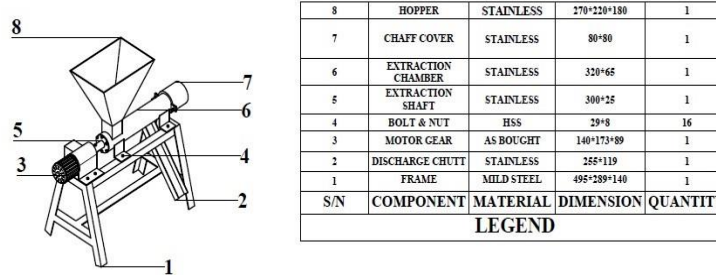 8
7
6
5
4
3
2
1
8 HOPPER STAINLESS 270*220*180 1
7 CHAFF COVER STAINLESS 80*80 1
6 EXTRACTION CHAMBER STAINLESS 320*65 1
5 EXTRACTION SHAFT STAINLESS 300*25 1
4 BOLT & NUT HSS 29*8 16
3 MOTOR GEAR AS BOUGHT 140*173*89 1
2 DISCHARGE CHUTT STAINLESS 255*119 1
1 FRAME MILD STEEL 495*289*140 1
S/N COMPONENT MATERIAL DIMENSION QUANTIT
LEGEND